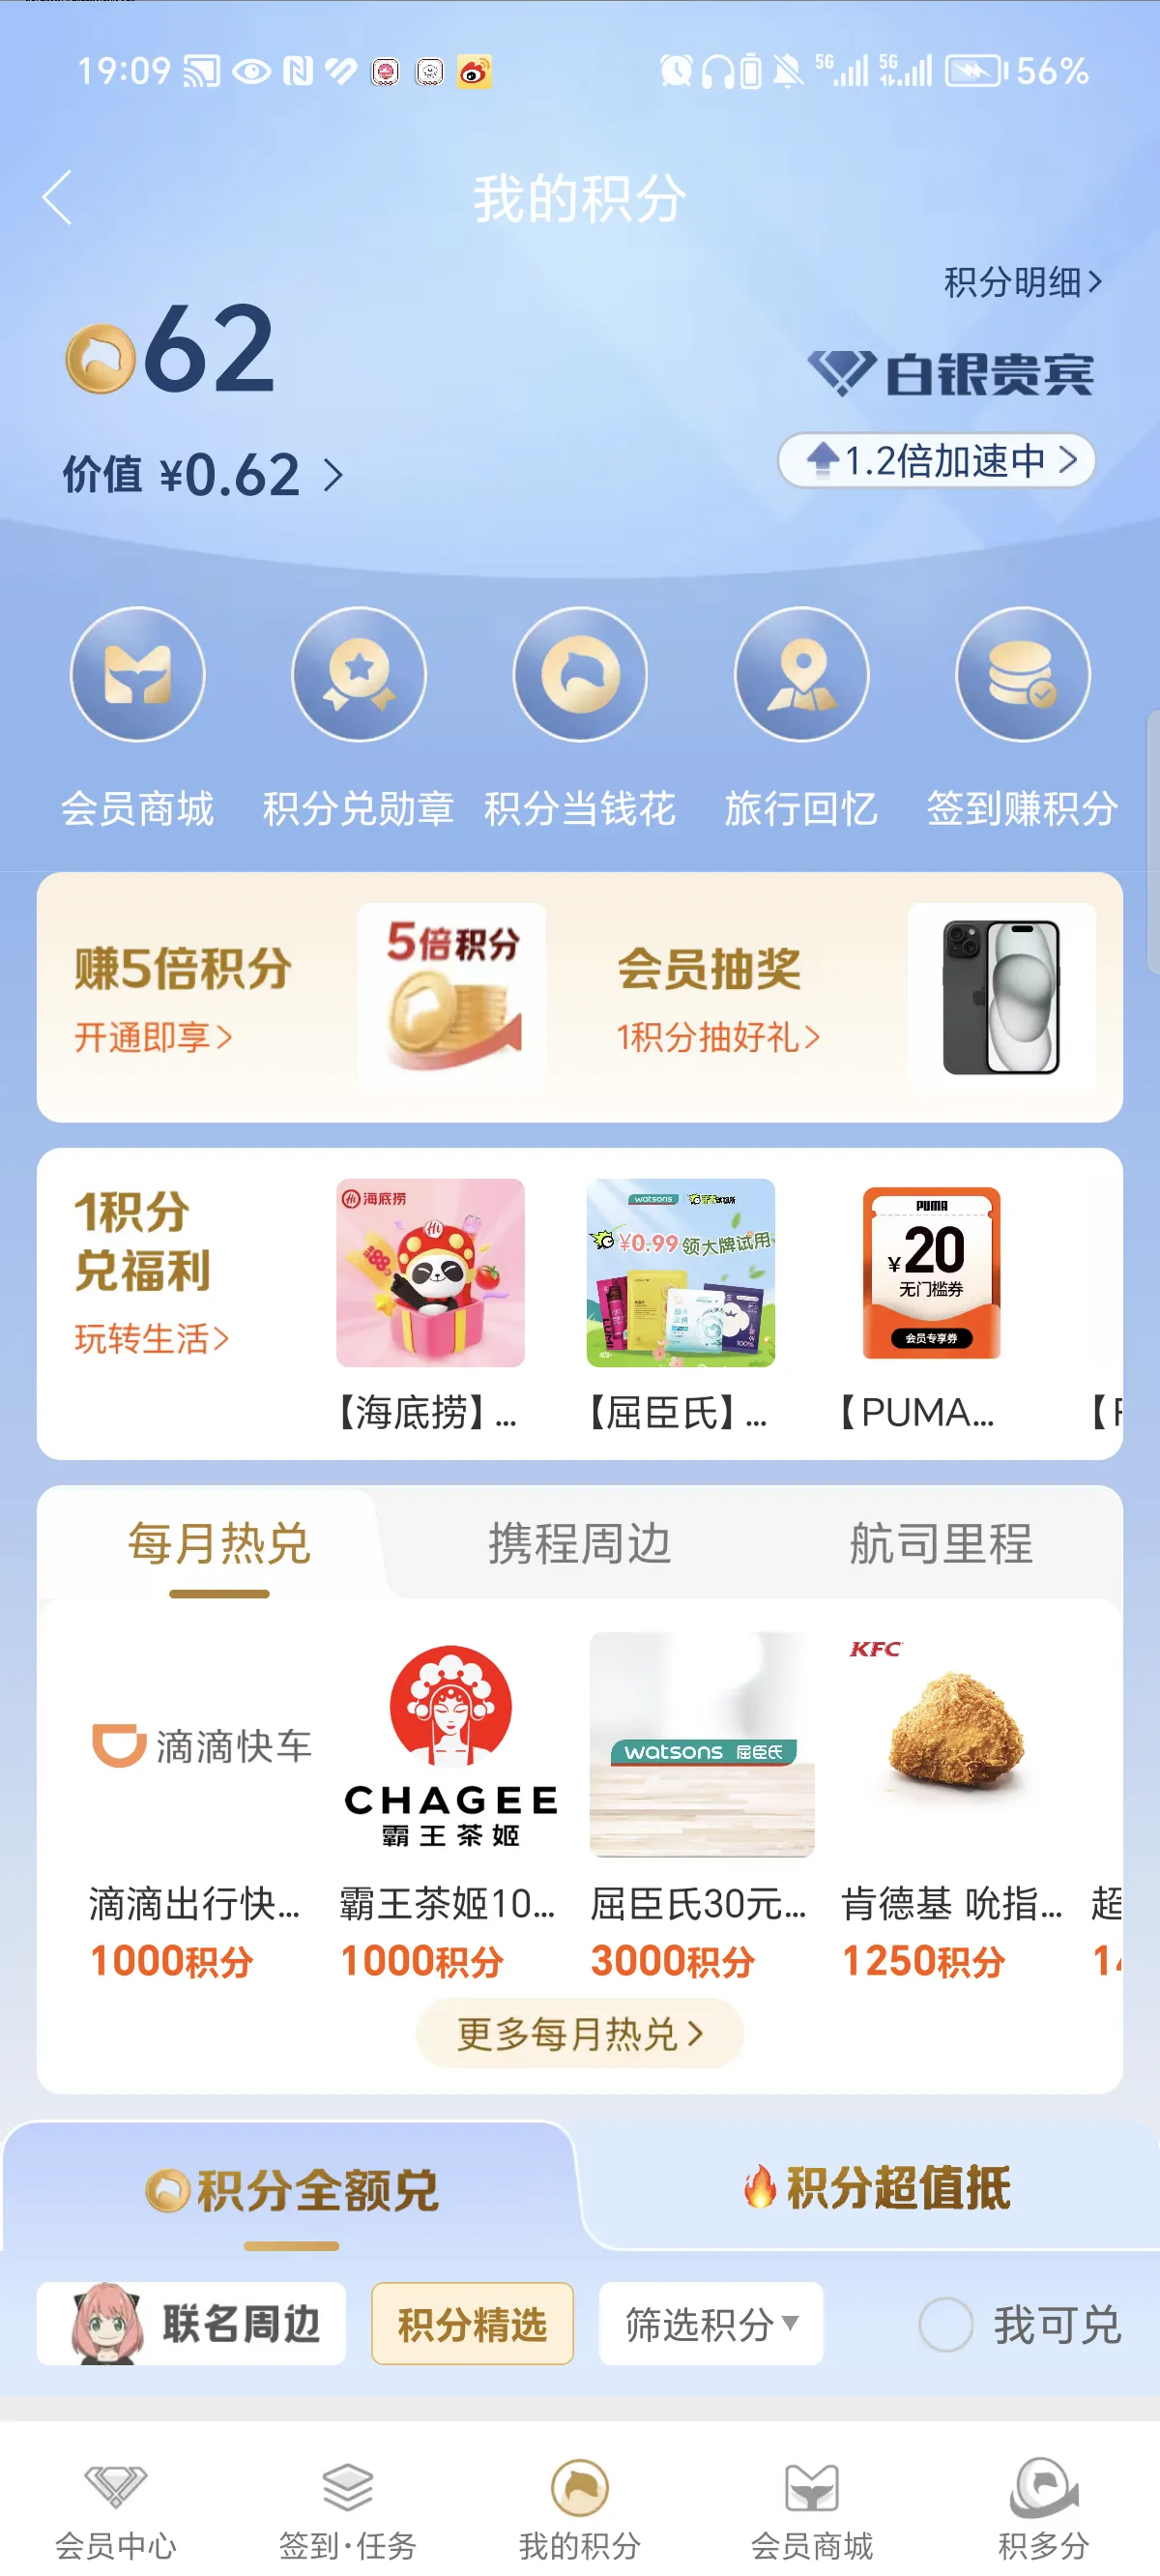 19:09
5G
5G
56%
我的积分
积分明细
62
白银贵宾
价值 ¥0.62
1.2倍加速中
会员商城
积分兑勋章
积分当钱花
旅行回忆
签到赚积分
赚5倍积分
开通即享
5倍积分
会员抽奖
1积分抽好礼
1积分
兑福利
玩转生活
Hi 海底捞
Hi
watsons
¥0.99 领大牌试用
PUMA
¥20
无门槛券
会员专享券
【海底捞】...
【屈臣氏】...
【PUMA...
每月热兑
携程周边
航司里程
滴滴快车
CHAGEE
霸王茶姬
watsons 屈臣氏
KFC
滴滴出行快...
霸王茶姬10...
屈臣氏30元...
肯德基 吮指...
超
1000积分
1000积分
3000积分
1250积分
更多每月热兑
积分全额兑
积分超值抵
联名周边
积分精选
筛选积分
我可兑
会员中心
签到·任务
我的积分
会员商城
积多分